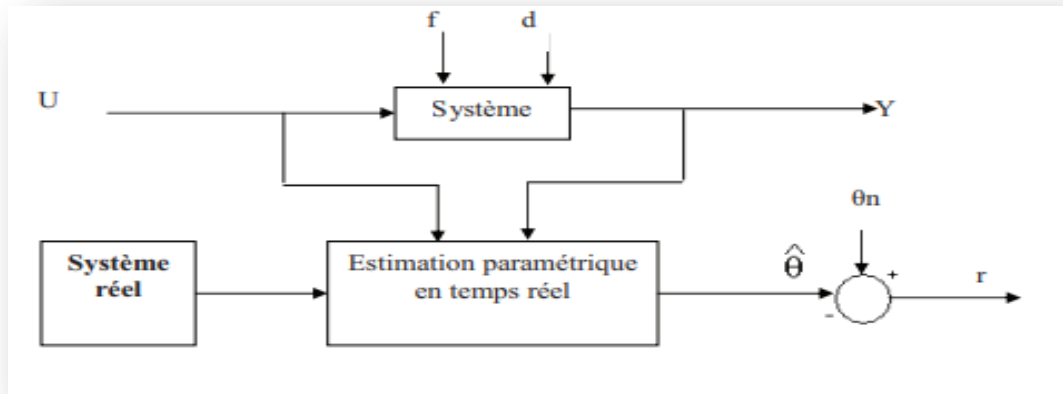 f
d
U
Système
Y
θn
Système
réel
Estimation paramétrique
en temps réel
θ̂
+
-
r